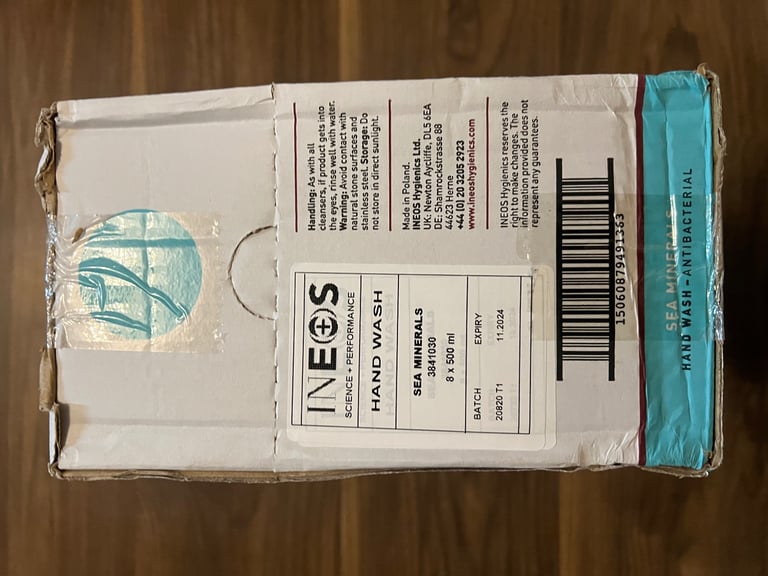 Handling: As with all
cleansers, if product gets into
the eyes, rinse well with water.
Warning: Avoid contact with
natural stone surfaces and
stainless steel. Storage: Do
not store in direct sunlight.
Made in Poland.
INEOS Hygienics Ltd.
UK: Newton Aycliffe, DL5 6EA
DE: Shamrockstrasse 88
44623 Herne
+44 (0) 20 3205 2923
www.ineoshygienics.com
INEOS Hygienics reserves the
right to make changes. The
information provided does not
represent any guarantees.
INEOS
SCIENCE + PERFORMANCE
HAND WASH
SEA MINERALS
3841030
8 x 500 ml
BATCH EXPIRY
20820 T1 11.2024
15060879491363
SEA MINERALS
HAND WASH – ANTIBACTERIAL